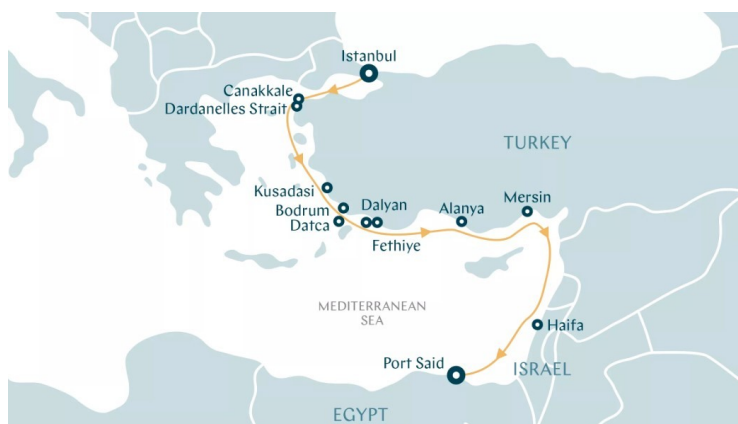 Istanbul
Canakkale
Dardanelles Strait
TURKEY
Kusadasi
Bodrum
Datca
Dalyan
Fethiye
Alanya
Mersin
MEDITERRANEAN
SEA
Haifa
Port Said
ISRAEL
EGYPT